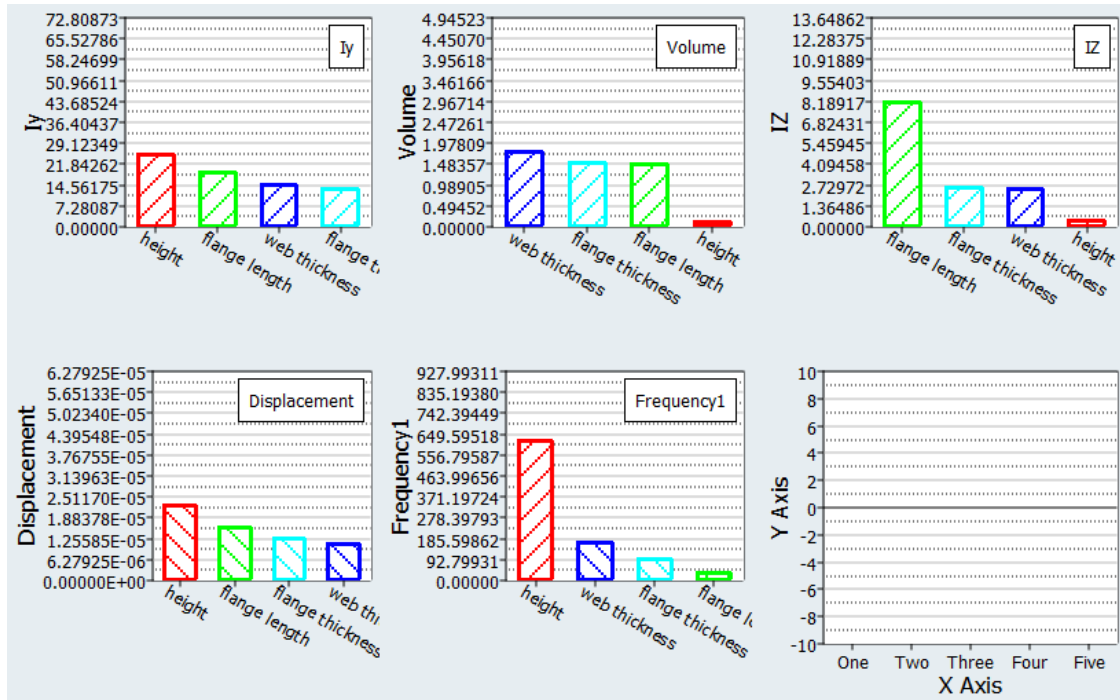 72.80873
65.52786
58.24699
50.96611
43.68524
36.40437
29.12349
21.84262
14.56175
7.28087
0.00000
Iy
Iy
height
flange length
web thickness
flange t
4.94523
4.45070
3.95618
3.46166
2.96714
2.47261
1.97809
1.48357
0.98905
0.49452
0.00000
Volume
Volume
web thickness
flange thickness
flange length
height
13.64862
12.28375
10.91889
9.55403
8.18917
6.82431
5.45945
4.09458
2.72972
1.36486
0.00000
IZ
IZ
flange length
flange thickness
web thickness
height
6.27925E-05
5.65133E-05
5.02340E-05
4.39548E-05
3.76755E-05
3.13963E-05
2.51170E-05
1.88378E-05
1.25585E-05
6.27925E-06
0.00000E+00
Displacement
Displacement
height
flange length
flange thickness
web thi
927.99311
835.19380
742.39449
649.59518
556.79587
463.99656
371.19724
278.39793
185.59862
92.79931
0.00000
Frequency1
Frequency1
height
web thickness
flange thickness
flange l
10
8
6
4
2
0
-2
-4
-6
-8
-10
Y Axis
One Two Three Four Five
X Axis